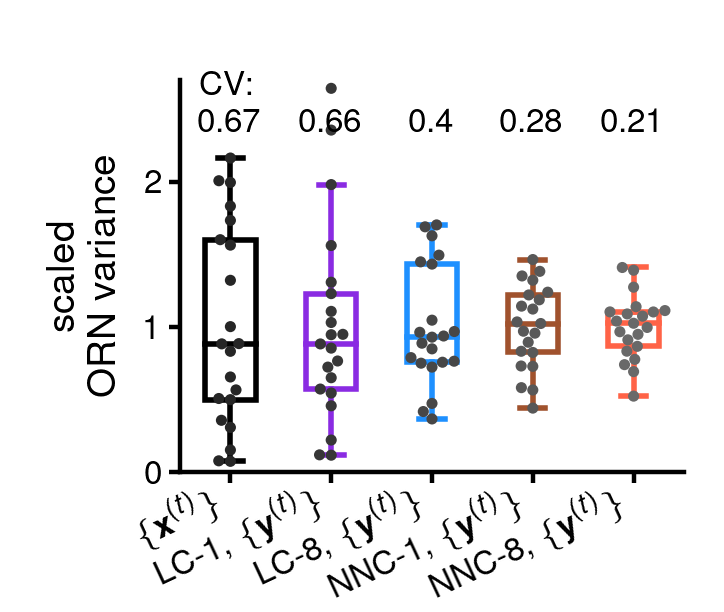 CV:
0.67 0.66 0.4 0.28 0.21
scaled
ORN variance
2
1
0
{𝐱⁽ᵗ⁾}
LC-1, {𝐲⁽ᵗ⁾}
LC-8, {𝐲⁽ᵗ⁾}
NNC-1, {𝐲⁽ᵗ⁾}
NNC-8, {𝐲⁽ᵗ⁾}